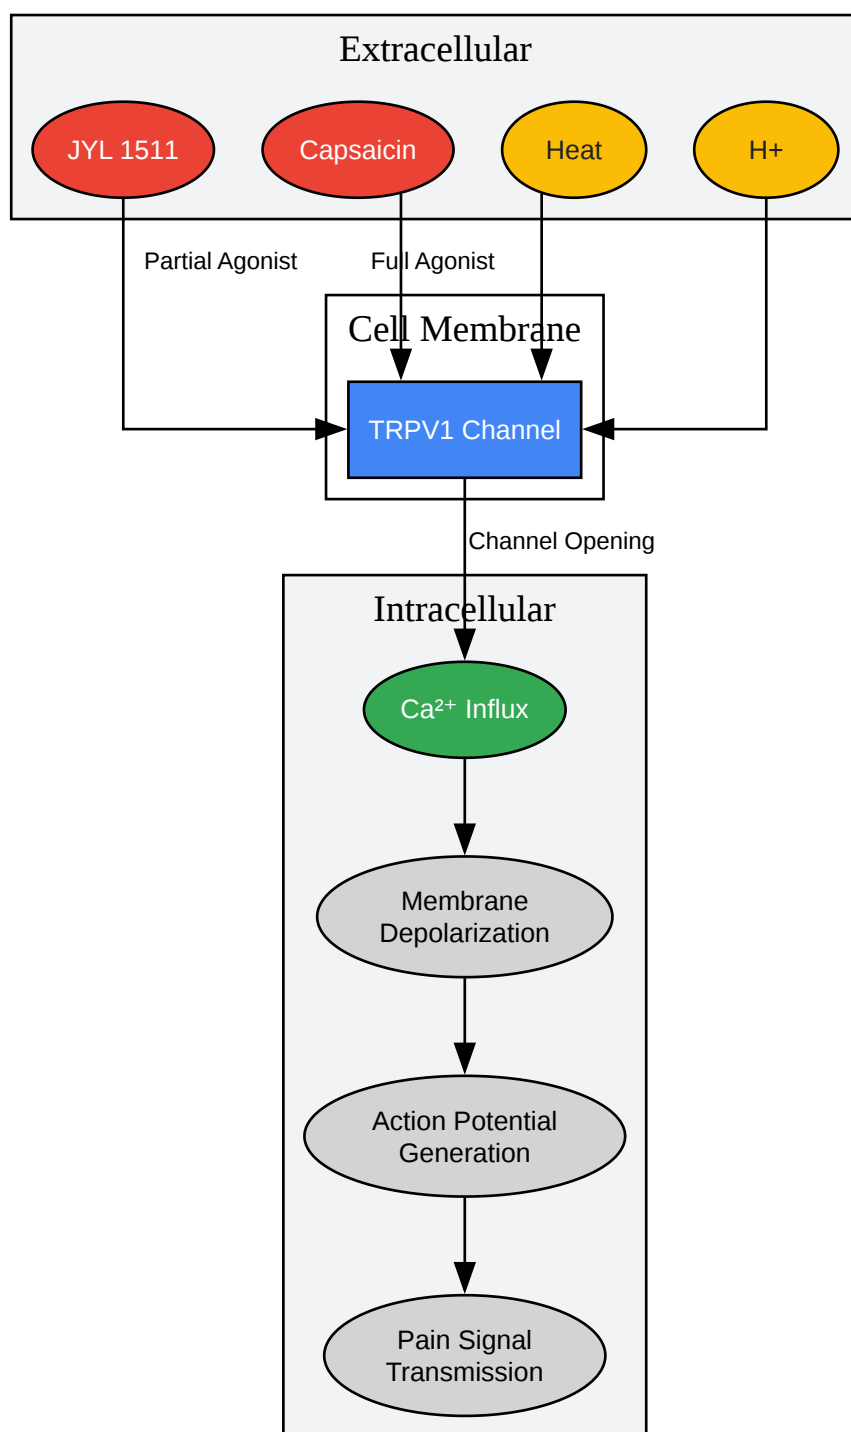 Extracellular
JYL 1511
Capsaicin
Heat
H+
Partial Agonist
Full Agonist
Cell Membrane
TRPV1 Channel
Channel Opening
Intracellular
Ca²⁺ Influx
Membrane
Depolarization
Action Potential
Generation
Pain Signal
Transmission